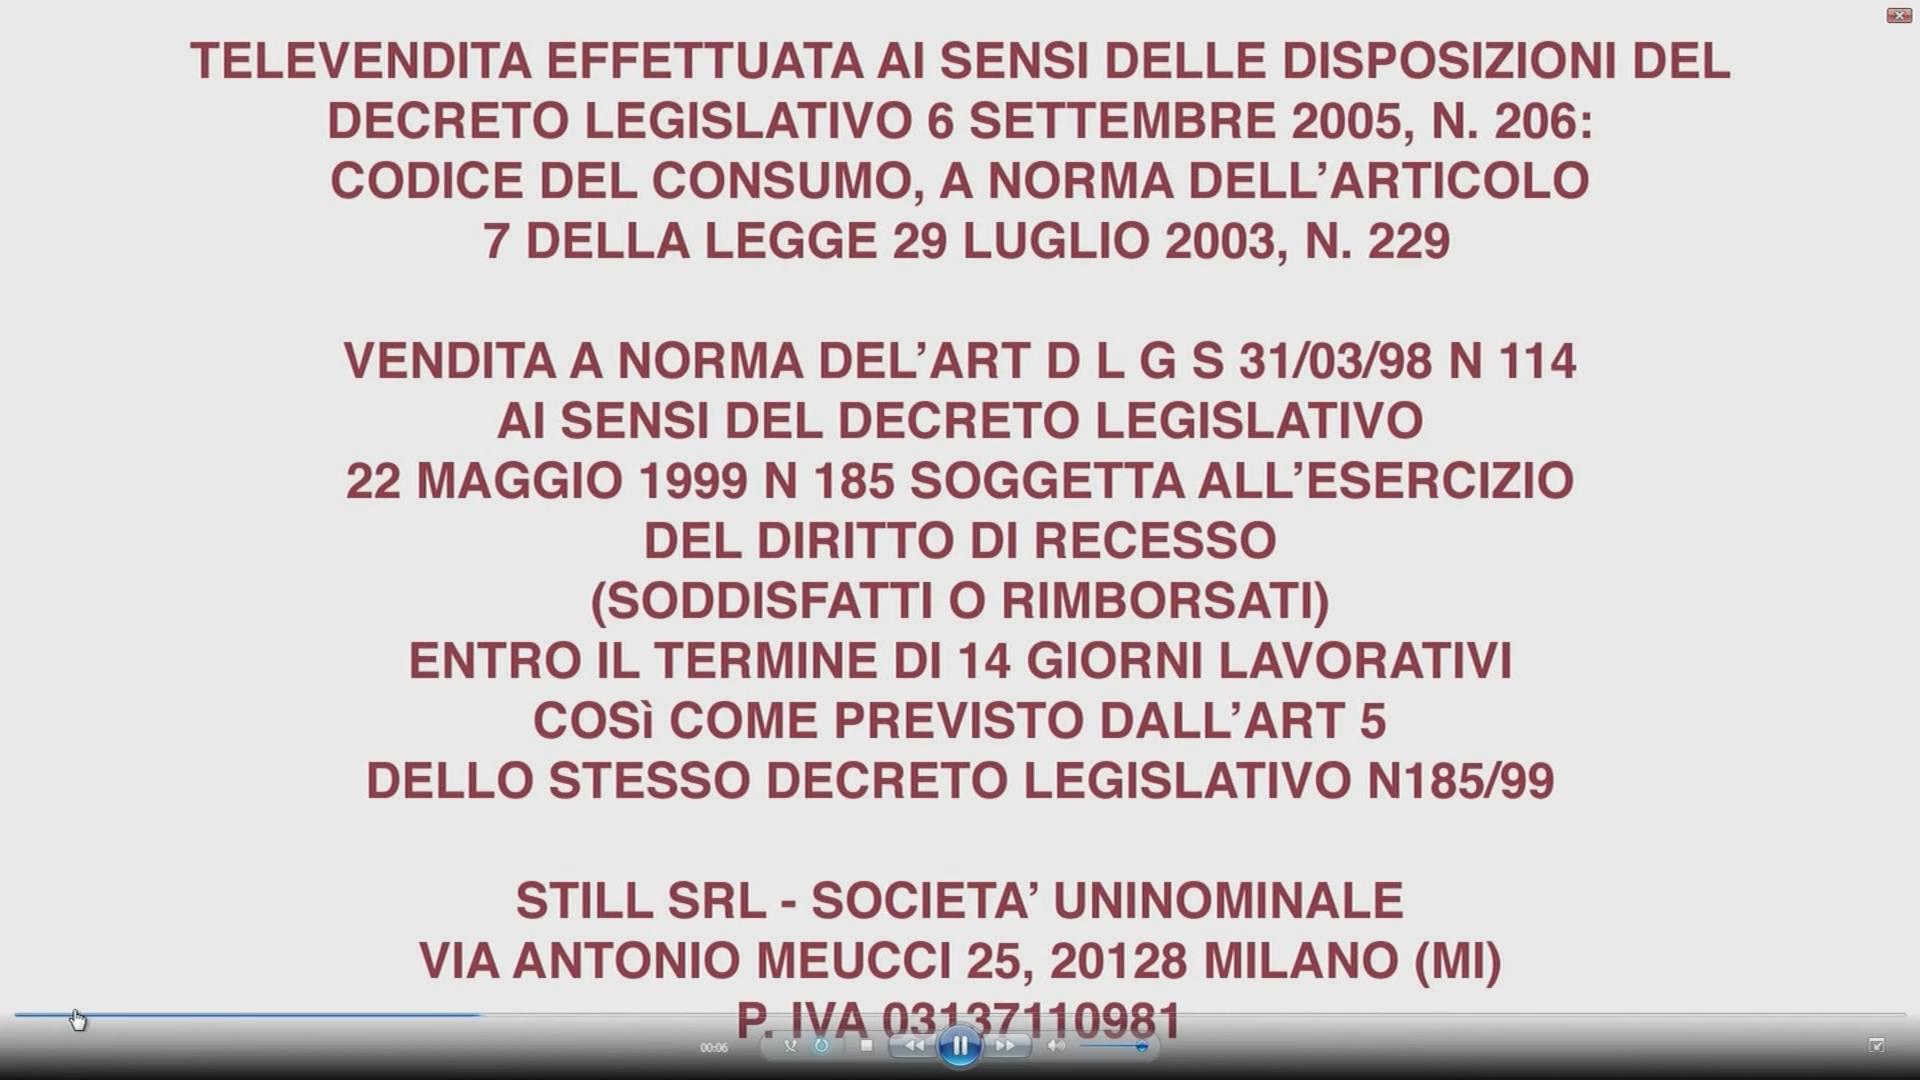 TELEVENDITA EFFETTUATA AI SENSI DELLE DISPOSIZIONI DEL
DECRETO LEGISLATIVO 6 SETTEMBRE 2005, N. 206:
CODICE DEL CONSUMO, A NORMA DELL’ARTICOLO
7 DELLA LEGGE 29 LUGLIO 2003, N. 229
VENDITA A NORMA DEL’ART D L G S 31/03/98 N 114
AI SENSI DEL DECRETO LEGISLATIVO
22 MAGGIO 1999 N 185 SOGGETTA ALL’ESERCIZIO
DEL DIRITTO DI RECESSO
(SODDISFATTI O RIMBORSATI)
ENTRO IL TERMINE DI 14 GIORNI LAVORATIVI
COSì COME PREVISTO DALL’ART 5
DELLO STESSO DECRETO LEGISLATIVO N185/99
STILL SRL - SOCIETA’ UNINOMINALE
VIA ANTONIO MEUCCI 25, 20128 MILANO (MI)
P. IVA 03137110981
00:06